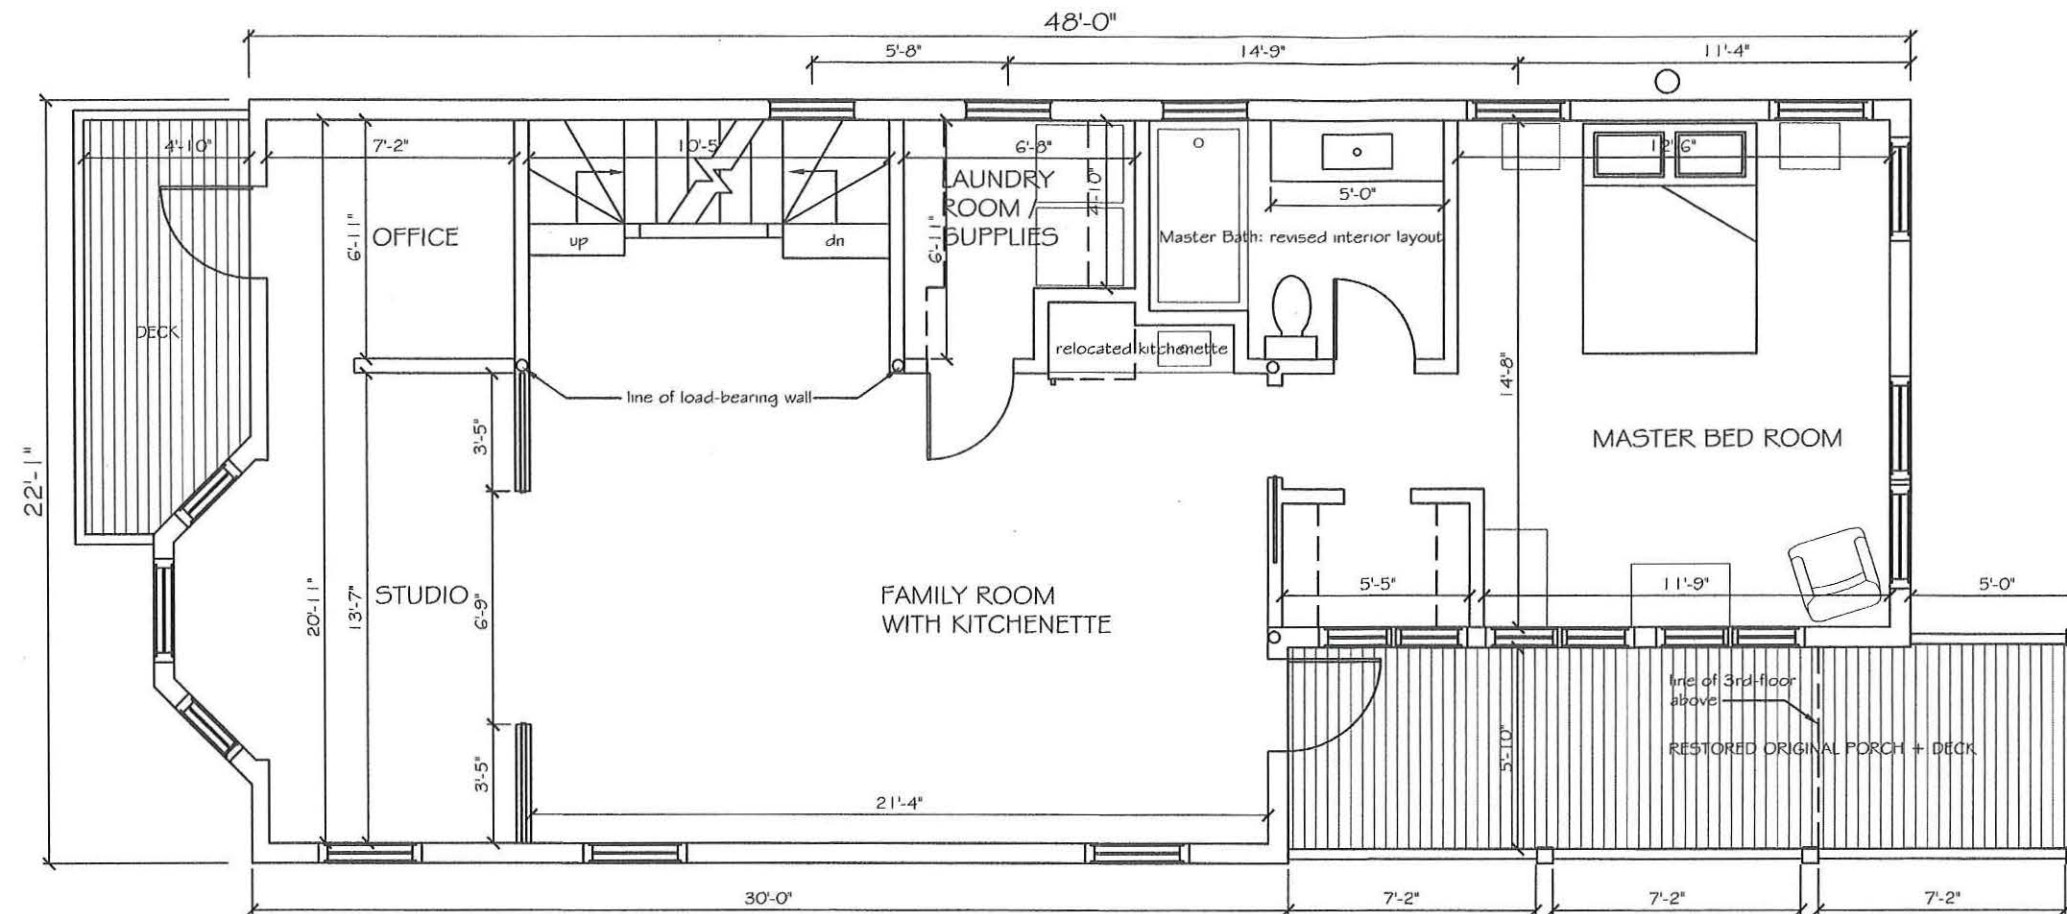 48'-0"
5'-8"
14'-9"
11'-4"
4'-10"
7'-2"
10'-5"
6'-8"
12'-6"
LAUNDRY
ROOM /
SUPPLIES
4'-10"
5'-0"
6'-11"
OFFICE
up
dn
6'-11"
Master Bath: revised interior layout
DECK
relocated kitchenette
line of load-bearing wall
14'-8"
3'-5"
MASTER BED ROOM
22'-1"
20'-11"
13'-7"
STUDIO
6'-9"
FAMILY ROOM
WITH KITCHENETTE
5'-5"
11'-9"
5'-0"
line of 3rd-floor
above
5'-10"
RESTORED ORIGINAL PORCH + DECK
3'-5"
21'-4"
30'-0"
7'-2"
7'-2"
7'-2"